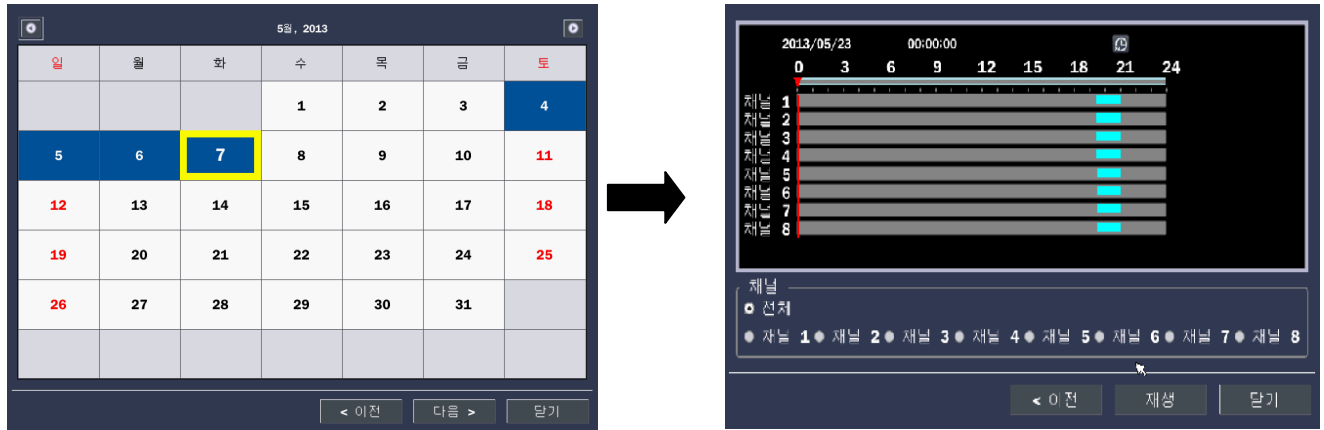 5월, 2013
일 월 화 수 목 금 토
1 2 3 4
5 6 7 8 9 10 11
12 13 14 15 16 17 18
19 20 21 22 23 24 25
26 27 28 29 30 31
< 이전 다음 > 닫기
2013/05/23 00:00:00
0 3 6 9 12 15 18 21 24
채널 1
채널 2
채널 3
채널 4
채널 5
채널 6
채널 7
채널 8
채널
전체
채널 1 채널 2 채널 3 채널 4 채널 5 채널 6 채널 7 채널 8
< 이전 재생 닫기